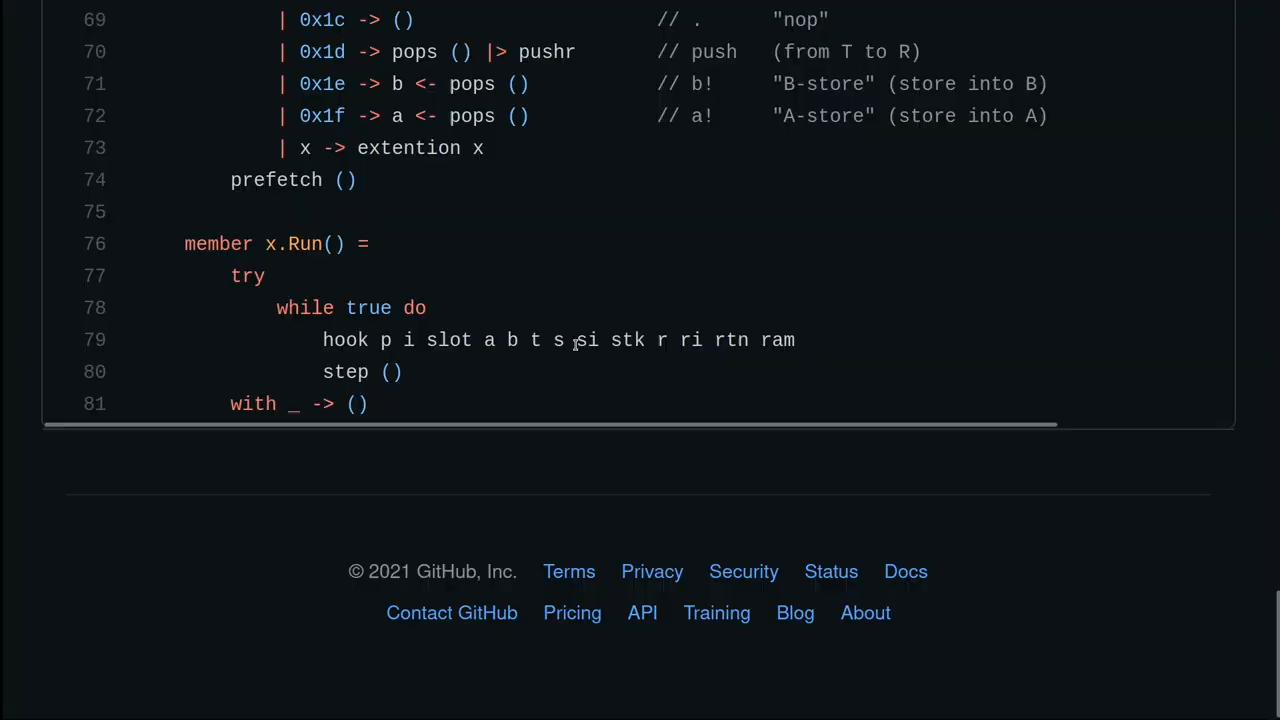 69 | 0x1c -> () // . "nop"
70 | 0x1d -> pops () |> pushr // push (from T to R)
71 | 0x1e -> b <- pops () // b! "B-store" (store into B)
72 | 0x1f -> a <- pops () // a! "A-store" (store into A)
73 | x -> extention x
74 prefetch ()
75
76 member x.Run() =
77 try
78 while true do
79 hook p i slot a b t s si stk r ri rtn ram
80 step ()
81 with _ -> ()
© 2021 GitHub, Inc. Terms Privacy Security Status Docs
Contact GitHub Pricing API Training Blog About